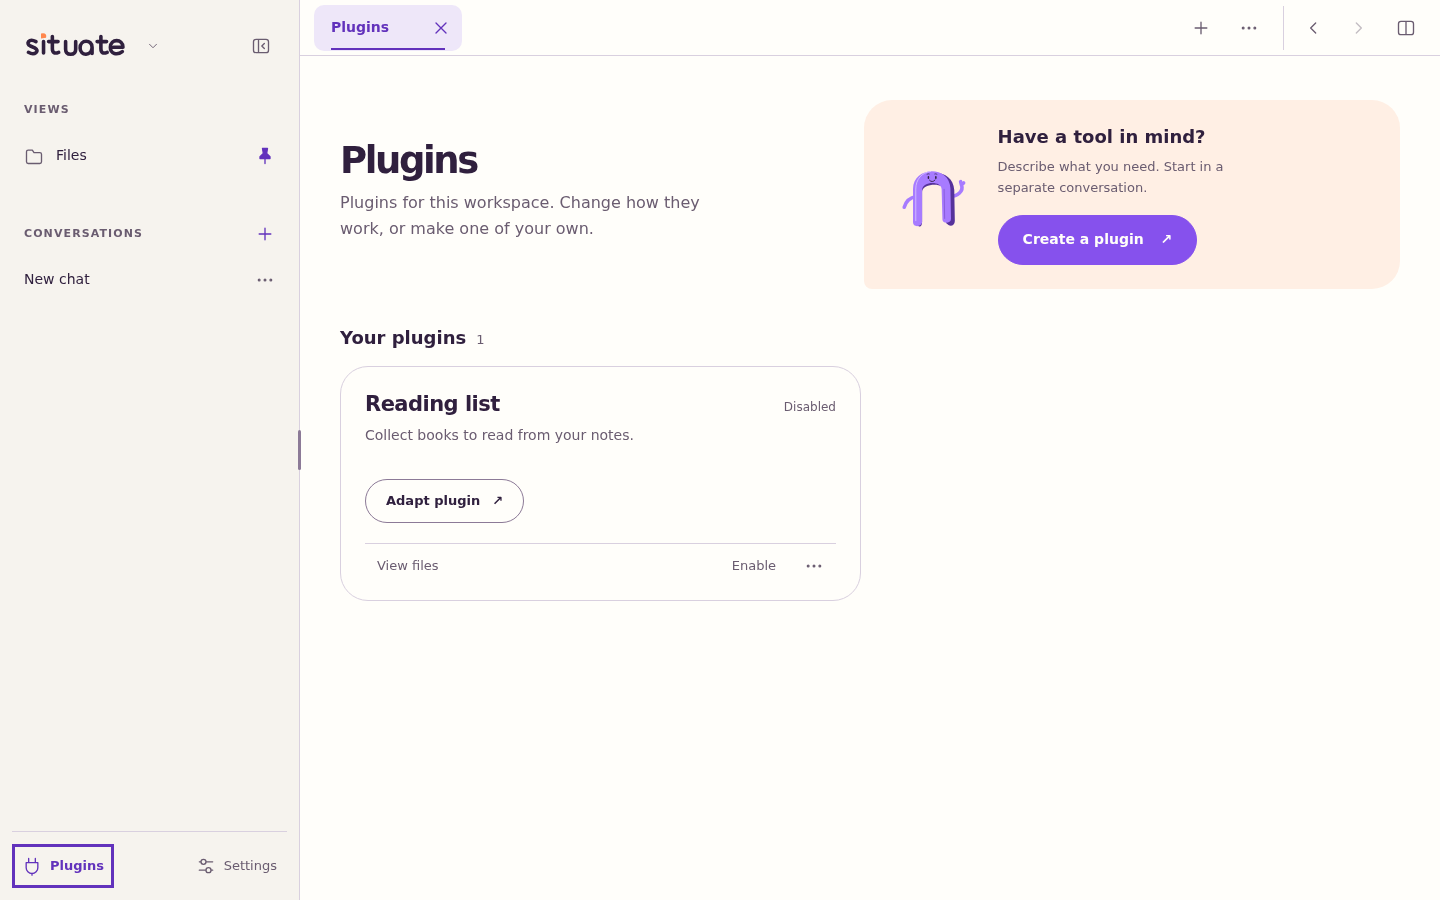 situate
VIEWS
Files
CONVERSATIONS
New chat
Plugins
Settings
Plugins
Plugins
Plugins for this workspace. Change how they
work, or make one of your own.
Have a tool in mind?
Describe what you need. Start in a
separate conversation.
Create a plugin ↗
Your plugins 1
Reading list
Disabled
Collect books to read from your notes.
Adapt plugin ↗
View files
Enable